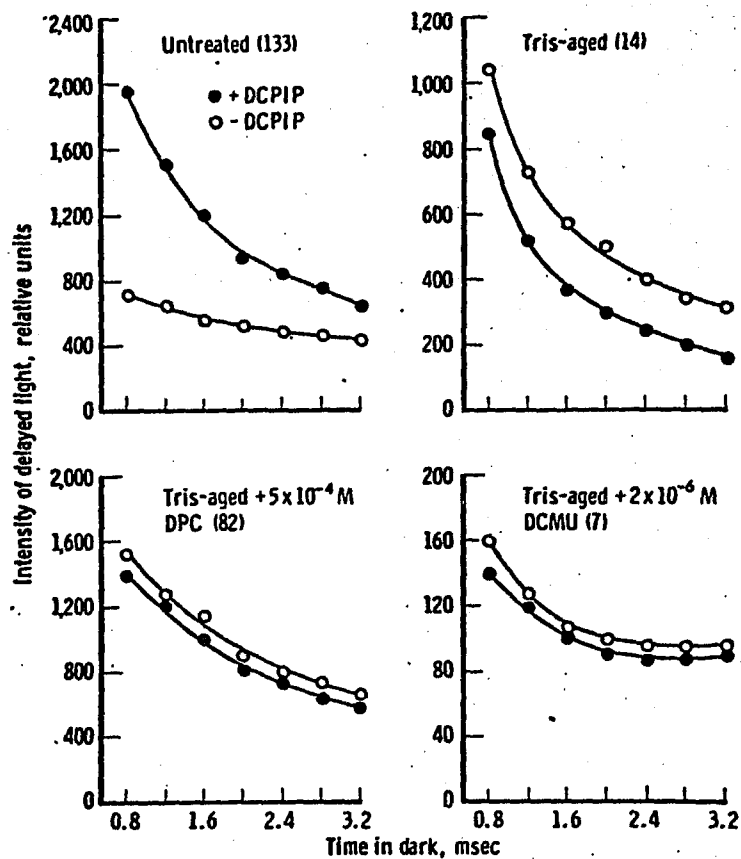 Intensity of delayed light, relative units
2,400
2,000
1,600
1,200
800
400
0
Untreated (133)
● + DCPIP
○ - DCPIP
1,200
1,000
800
600
400
200
0
Tris-aged (14)
2,000
1,600
1,200
800
400
0
Tris-aged + 5 x 10⁻⁴ M
DPC (82)
0.8 1.6 2.4 3.2
200
160
120
80
40
0
Tris-aged + 2 x 10⁻⁶ M
DCMU (7)
0.8 1.6 2.4 3.2
Time in dark, msec